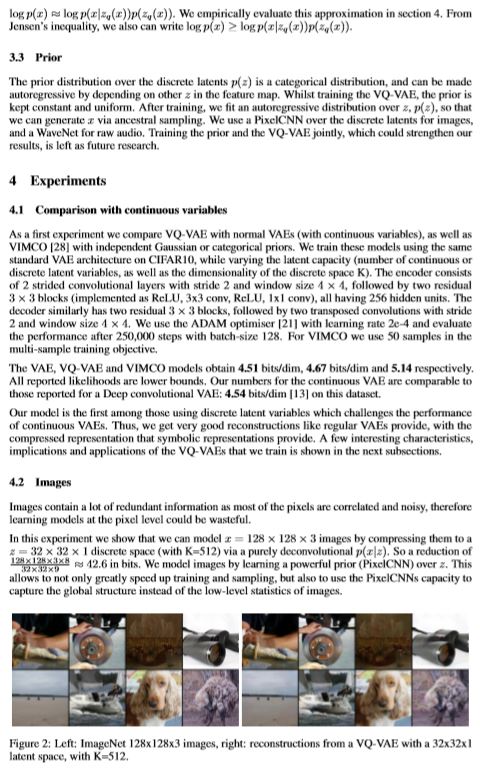 log p(x) ≈ log p(x|z_q(x))p(z_q(x)). We empirically evaluate this approximation in section 4. From
Jensen's inequality, we also can write log p(x) ≥ log p(x|z_q(x))p(z_q(x)).
3.3 Prior
The prior distribution over the discrete latents p(z) is a categorical distribution, and can be made
autoregressive by depending on other z in the feature map. Whilst training the VQ-VAE, the prior is
kept constant and uniform. After training, we fit an autoregressive distribution over z, p(z), so that
we can generate x via ancestral sampling. We use a PixelCNN over the discrete latents for images,
and a WaveNet for raw audio. Training the prior and the VQ-VAE jointly, which could strengthen our
results, is left as future research.
4 Experiments
4.1 Comparison with continuous variables
As a first experiment we compare VQ-VAE with normal VAEs (with continuous variables), as well as
VIMCO [28] with independent Gaussian or categorical priors. We train these models using the same
standard VAE architecture on CIFAR10, while varying the latent capacity (number of continuous or
discrete latent variables, as well as the dimensionality of the discrete space K). The encoder consists
of 2 strided convolutional layers with stride 2 and window size 4 × 4, followed by two residual
3 × 3 blocks (implemented as ReLU, 3x3 conv, ReLU, 1x1 conv), all having 256 hidden units. The
decoder similarly has two residual 3 × 3 blocks, followed by two transposed convolutions with stride
2 and window size 4 × 4. We use the ADAM optimiser [21] with learning rate 2e-4 and evaluate
the performance after 250,000 steps with batch-size 128. For VIMCO we use 50 samples in the
multi-sample training objective.
The VAE, VQ-VAE and VIMCO models obtain 4.51 bits/dim, 4.67 bits/dim and 5.14 respectively.
All reported likelihoods are lower bounds. Our numbers for the continuous VAE are comparable to
those reported for a Deep convolutional VAE: 4.54 bits/dim [13] on this dataset.
Our model is the first among those using discrete latent variables which challenges the performance
of continuous VAEs. Thus, we get very good reconstructions like regular VAEs provide, with the
compressed representation that symbolic representations provide. A few interesting characteristics,
implications and applications of the VQ-VAEs that we train is shown in the next subsections.
4.2 Images
Images contain a lot of redundant information as most of the pixels are correlated and noisy, therefore
learning models at the pixel level could be wasteful.
In this experiment we show that we can model x = 128 × 128 × 3 images by compressing them to a
z = 32 × 32 × 1 discrete space (with K=512) via a purely deconvolutional p(x|z). So a reduction of
128×128×3×8 / 32×32×9 ≈ 42.6 in bits. We model images by learning a powerful prior (PixelCNN) over z. This
allows to not only greatly speed up training and sampling, but also to use the PixelCNNs capacity to
capture the global structure instead of the low-level statistics of images.
Figure 2: Left: ImageNet 128x128x3 images, right: reconstructions from a VQ-VAE with a 32x32x1
latent space, with K=512.